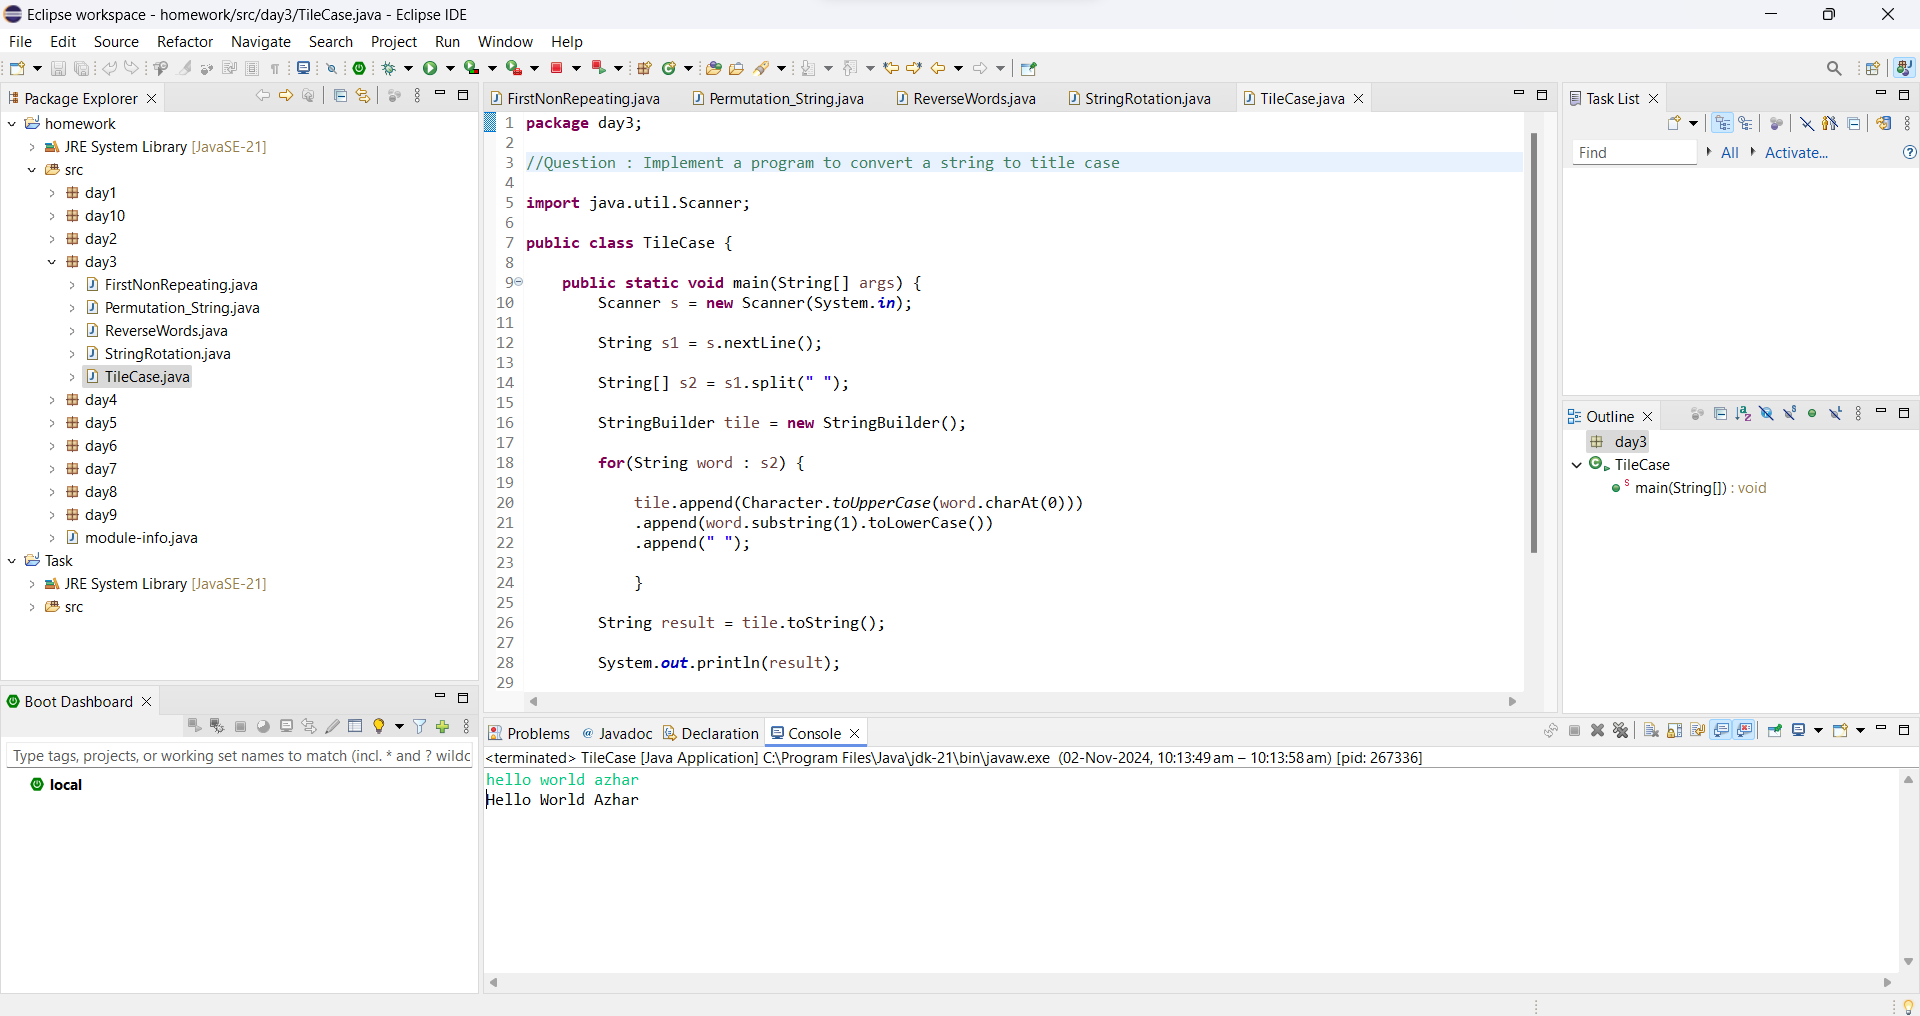 Eclipse workspace - homework/src/day3/TileCase.java - Eclipse IDE
File Edit Source Refactor Navigate Search Project Run Window Help
Package Explorer
homework
JRE System Library [JavaSE-21]
src
day1
day10
day2
day3
FirstNonRepeating.java
Permutation_String.java
ReverseWords.java
StringRotation.java
TileCase.java
day4
day5
day6
day7
day8
day9
module-info.java
Task
JRE System Library [JavaSE-21]
src
Boot Dashboard
Type tags, projects, or working set names to match (incl. * and ? wildc
local
FirstNonRepeating.java Permutation_String.java ReverseWords.java StringRotation.java TileCase.java
1 package day3;
2
3 //Question : Implement a program to convert a string to title case
4
5 import java.util.Scanner;
6
7 public class TileCase {
8
9 public static void main(String[] args) {
10 Scanner s = new Scanner(System.in);
11
12 String s1 = s.nextLine();
13
14 String[] s2 = s1.split(" ");
15
16 StringBuilder tile = new StringBuilder();
17
18 for(String word : s2) {
19
20 tile.append(Character.toUpperCase(word.charAt(0)))
21 .append(word.substring(1).toLowerCase())
22 .append(" ");
23
24 }
25
26 String result = tile.toString();
27
28 System.out.println(result);
29
Problems @ Javadoc Declaration Console
<terminated> TileCase [Java Application] C:\Program Files\Java\jdk-21\bin\javaw.exe (02-Nov-2024, 10:13:49 am – 10:13:58 am) [pid: 267336]
hello world azhar
Hello World Azhar
Task List
Find All Activate...
Outline
day3
TileCase
main(String[]) : void